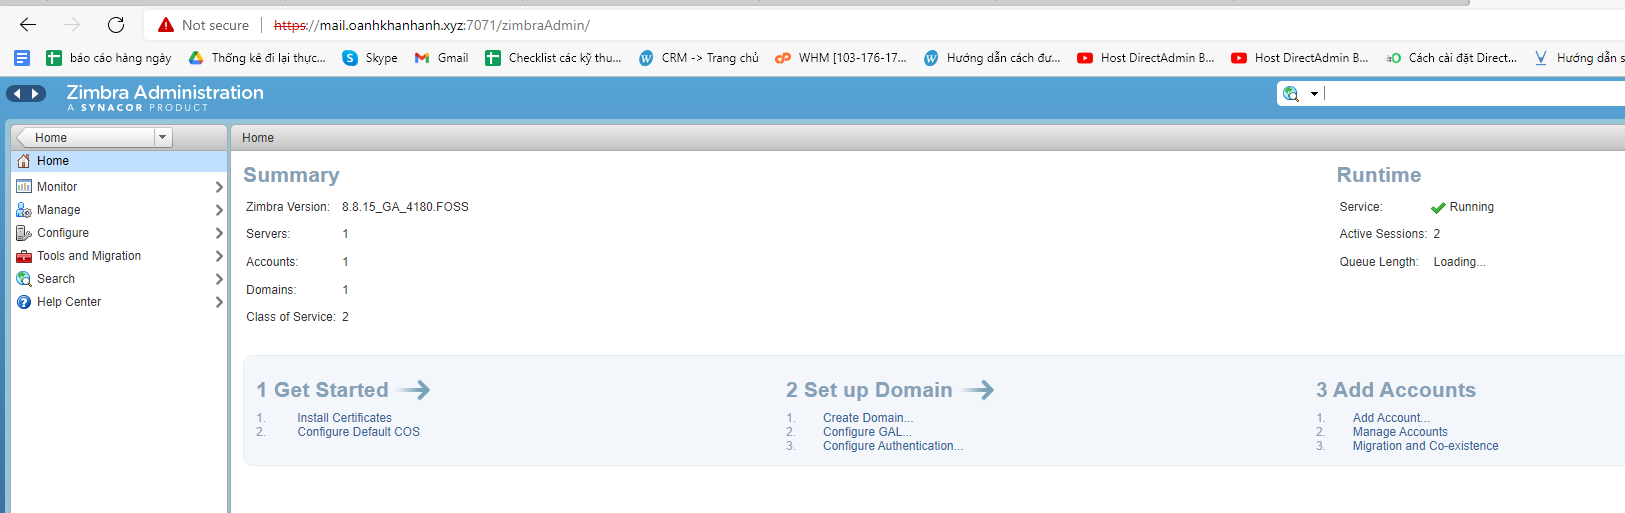 Not secure https://mail.oanhkhanhanh.xyz:7071/zimbraAdmin/
báo cáo hàng ngày Thống kê đi lại thực... Skype Gmail Checklist các kỹ thu... CRM -> Trang chủ WHM [103-176-17... Hướng dẫn cách đư... Host DirectAdmin B... Host DirectAdmin B... Cách cài đặt Direct... Hướng dẫn s
Zimbra Administration
A SYNACOR PRODUCT
Home
Home
Monitor
Manage
Configure
Tools and Migration
Search
Help Center
Home
Summary
Zimbra Version: 8.8.15_GA_4180.FOSS
Servers: 1
Accounts: 1
Domains: 1
Class of Service: 2
Runtime
Service: Running
Active Sessions: 2
Queue Length: Loading...
1 Get Started
1. Install Certificates
2. Configure Default COS
2 Set up Domain
1. Create Domain...
2. Configure GAL...
3. Configure Authentication...
3 Add Accounts
1. Add Account...
2. Manage Accounts
3. Migration and Co-existence